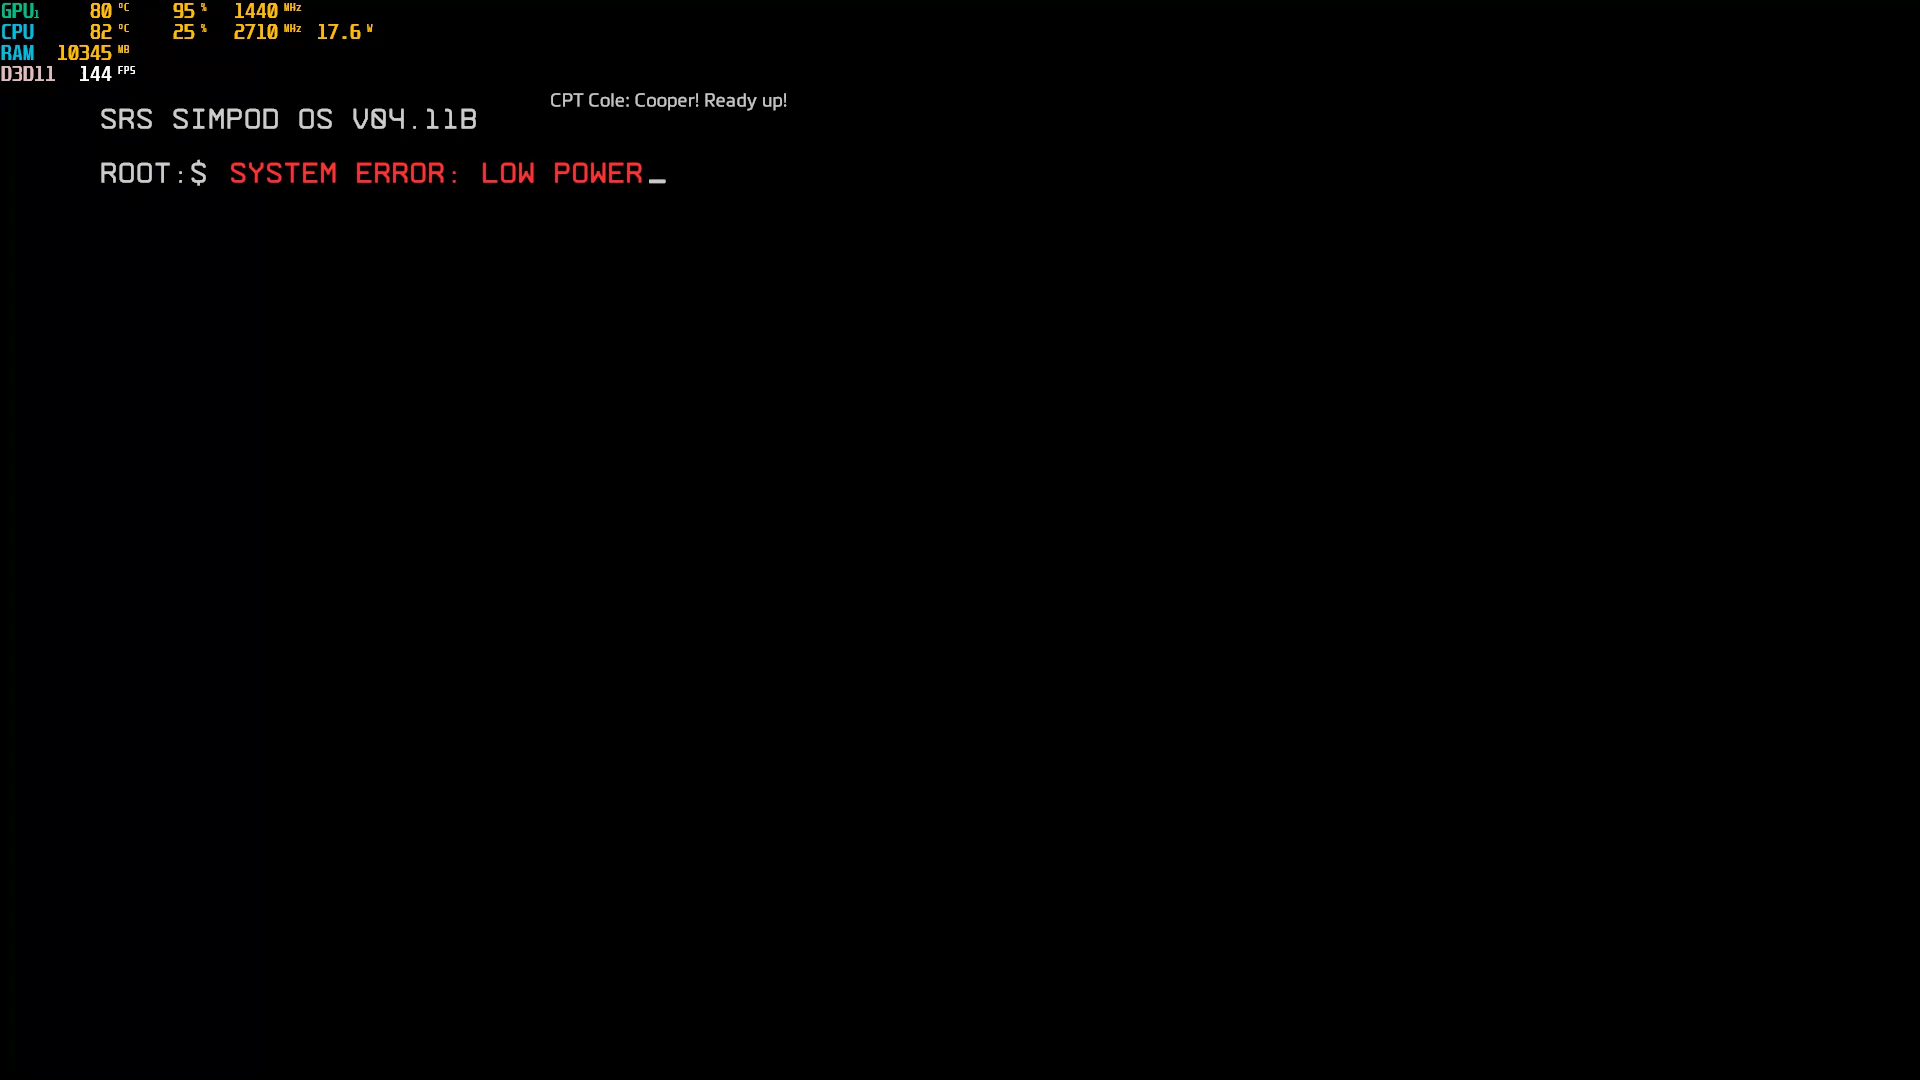 GPU1 80 °C 95 % 1440 MHz
CPU 82 °C 25 % 2710 MHz 17.6 W
RAM 10345 MB
D3D11 144 FPS
CPT Cole: Cooper! Ready up!
SRS SIMPOD OS V04.11B
ROOT:$ SYSTEM ERROR: LOW POWER_